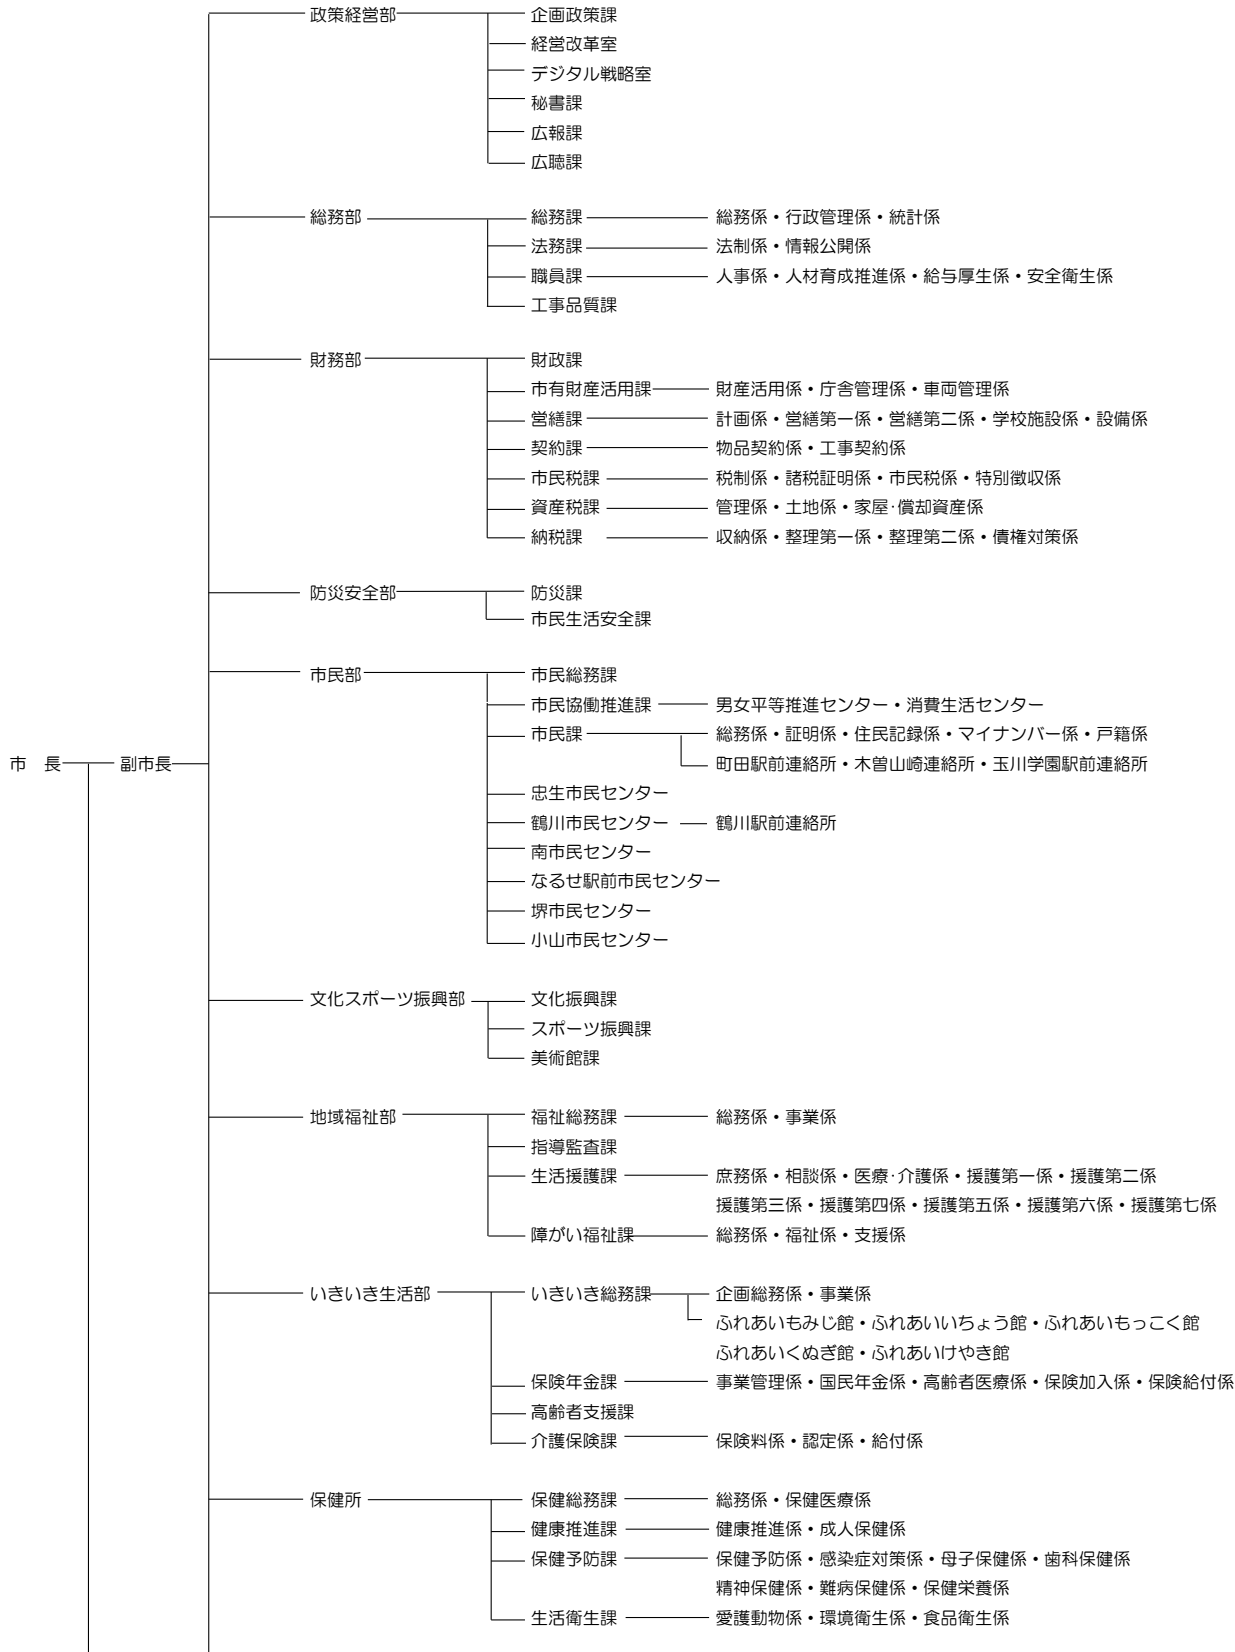 政策経営部 企画政策課
経営改革室
デジタル戦略室
秘書課
広報課
広聴課
総務部 総務課 総務係・行政管理係・統計係
法務課 法制係・情報公開係
職員課 人事係・人材育成推進係・給与厚生係・安全衛生係
工事品質課
財務部 財政課
市有財産活用課 財産活用係・庁舎管理係・車両管理係
営繕課 計画係・営繕第一係・営繕第二係・学校施設係・設備係
契約課 物品契約係・工事契約係
市民税課 税制係・諸税証明係・市民税係・特別徴収係
資産税課 管理係・土地係・家屋・償却資産係
納税課 収納係・整理第一係・整理第二係・債権対策係
防災安全部 防災課
市民生活安全課
市民部 市民総務課
市民協働推進課 男女平等推進センター・消費生活センター
市民課 総務係・証明係・住民記録係・マイナンバー係・戸籍係
市 長 副市長 町田駅前連絡所・木曽山崎連絡所・玉川学園駅前連絡所
忠生市民センター
鶴川市民センター 鶴川駅前連絡所
南市民センター
なるせ駅前市民センター
堺市民センター
小山市民センター
文化スポーツ振興部 文化振興課
スポーツ振興課
美術館課
地域福祉部 福祉総務課 総務係・事業係
指導監査課
生活援護課 庶務係・相談係・医療・介護係・援護第一係・援護第二係
援護第三係・援護第四係・援護第五係・援護第六係・援護第七係
障がい福祉課 総務係・福祉係・支援係
いきいき生活部 いきいき総務課 企画総務係・事業係
ふれあいもみじ館・ふれあいいちょう館・ふれあいもっこく館
ふれあいくぬぎ館・ふれあいけやき館
保険年金課 事業管理係・国民年金係・高齢者医療係・保険加入係・保険給付係
高齢者支援課
介護保険課 保険料係・認定係・給付係
保健所 保健総務課 総務係・保健医療係
健康推進課 健康推進係・成人保健係
保健予防課 保健予防係・感染症対策係・母子保健係・歯科保健係
精神保健係・難病保健係・保健栄養係
生活衛生課 愛護動物係・環境衛生係・食品衛生係